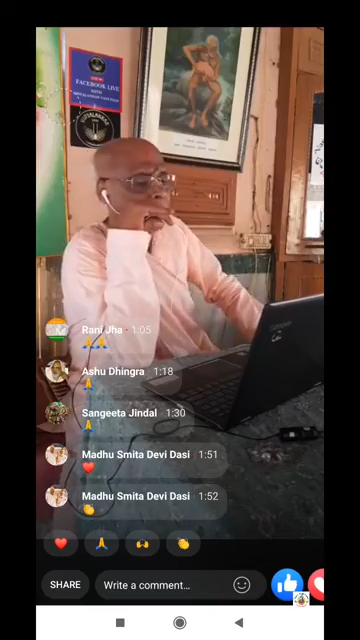 FACEBOOK LIVE
WITH
Rani Jha · 1:05
🙏🙏
Ashu Dhingra 1:18
🙏
Sangeeta Jindal 1:30
🙏
Madhu Smita Devi Dasi 1:51
❤️
Madhu Smita Devi Dasi 1:52
👏
SHARE
Write a comment...